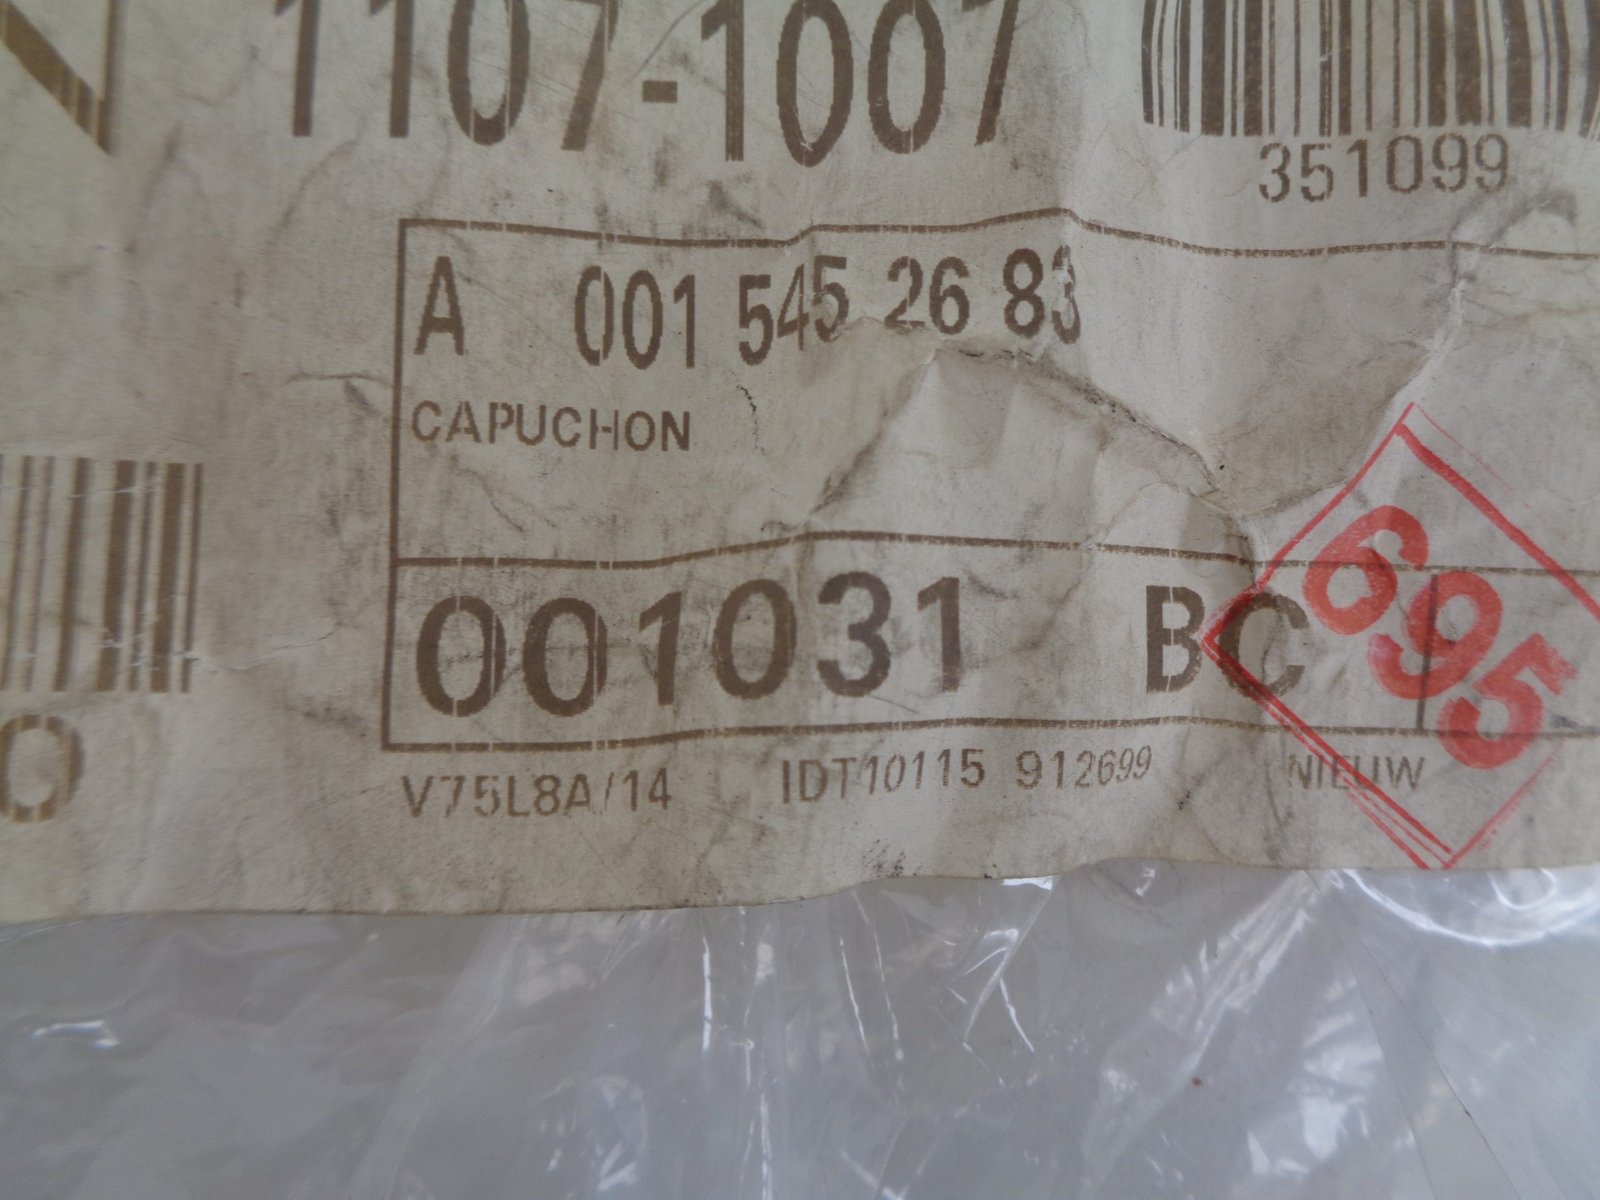 1107-1007
351099
A 001 545 26 83
CAPUCHON
001031 BC
695
O
V75L8A/14 IDT10115 912699 NIEUW